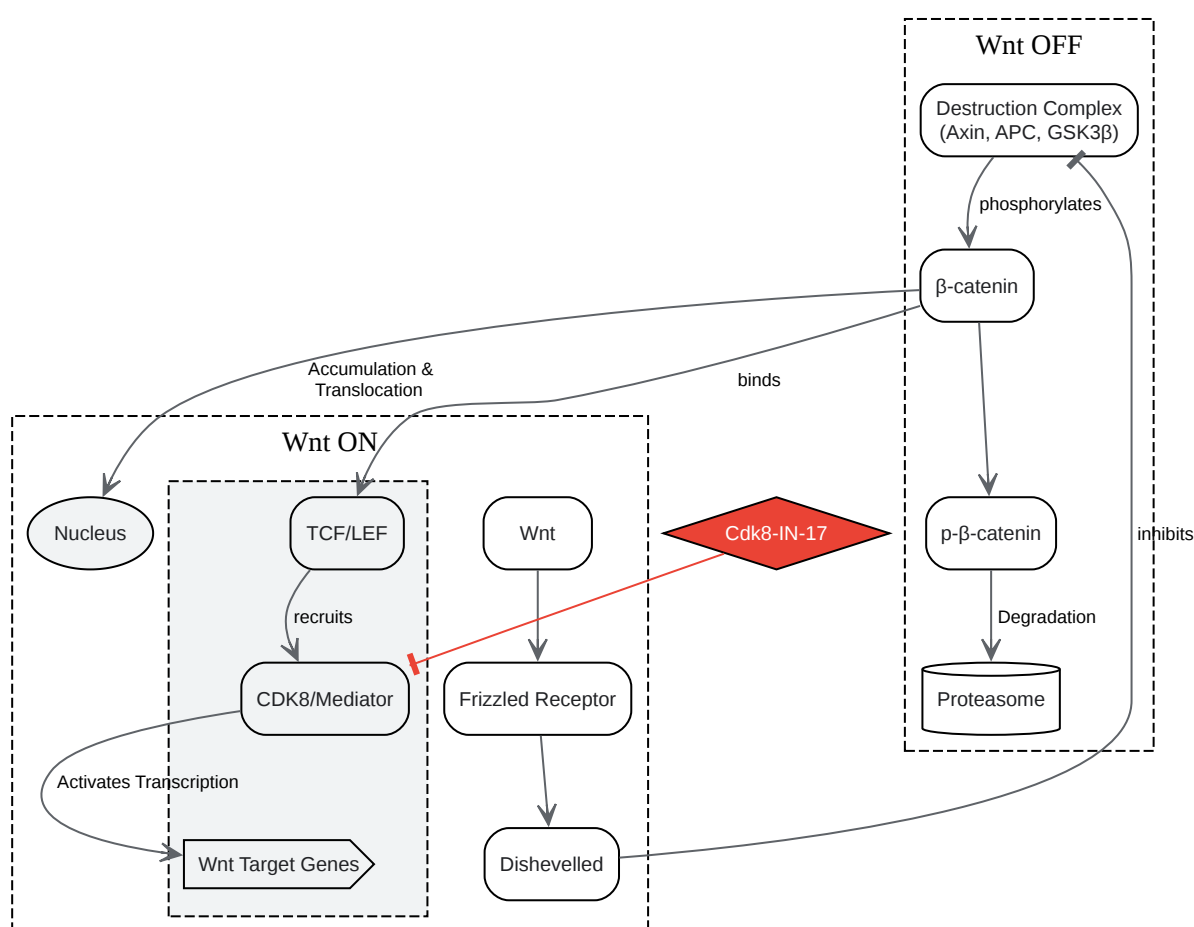 Wnt OFF
Destruction Complex
(Axin, APC, GSK3β)
phosphorylates
β-catenin
Accumulation &
Translocation
binds
Wnt ON
Nucleus
TCF/LEF
Wnt
Cdk8-IN-17
p-β-catenin
inhibits
recruits
Degradation
CDK8/Mediator
Frizzled Receptor
Proteasome
Activates Transcription
Wnt Target Genes
Dishevelled